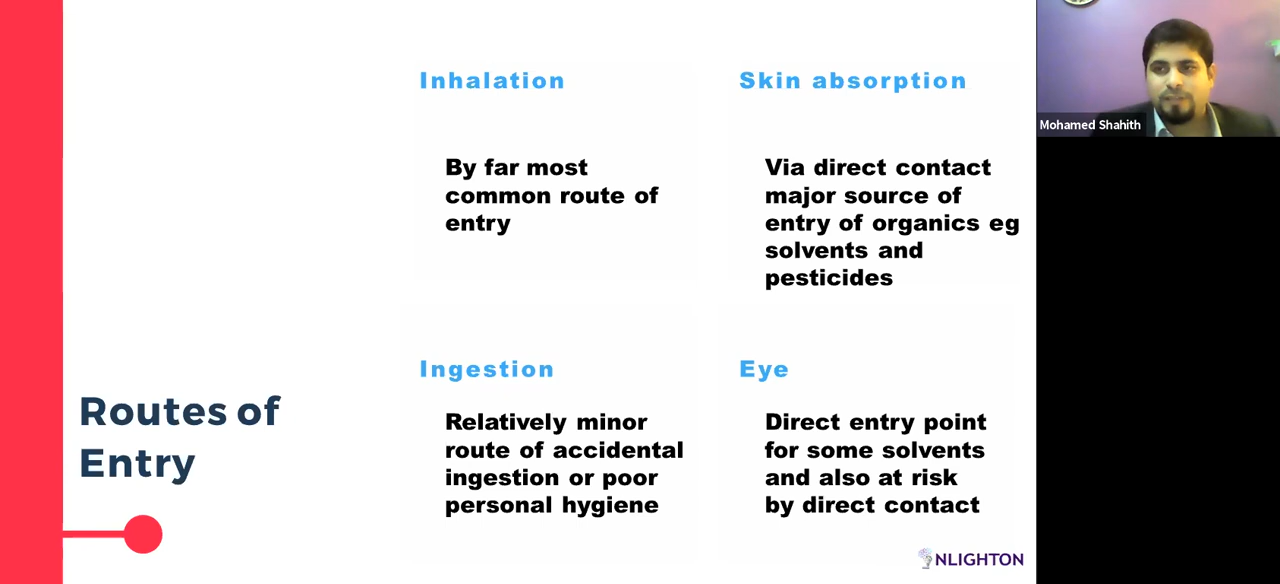 Inhalation
By far most
common route of
entry
Skin absorption
Via direct contact
major source of
entry of organics eg
solvents and
pesticides
Ingestion
Relatively minor
route of accidental
ingestion or poor
personal hygiene
Eye
Direct entry point
for some solvents
and also at risk
by direct contact
Routes of
Entry
NLIGHTON
Mohamed Shahith